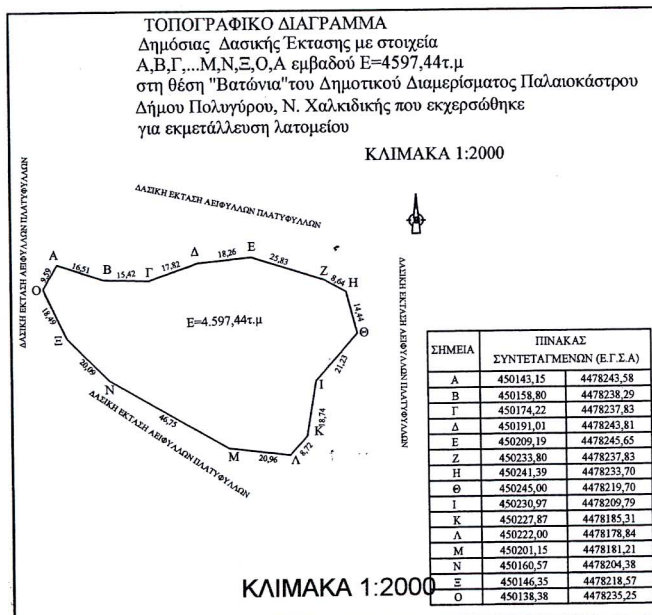 ΤΟΠΟΓΡΑΦΙΚΟ ΔΙΑΓΡΑΜΜΑ
Δημόσιας Δασικής Έκτασης με στοιχεία
Α,Β,Γ,...Μ,Ν,Ξ,Ο,Α εμβαδού Ε=4597,44τ.μ
στη θέση "Βατώνια"του Δημοτικού Διαμερίσματος Παλαιοκάστρου
Δήμου Πολυγύρου, Ν. Χαλκιδικής που εκχερσώθηκε
για εκμετάλλευση λατομείου
ΚΛΙΜΑΚΑ 1:2000
ΔΑΣΙΚΗ ΕΚΤΑΣΗ ΑΕΙΦΥΛΛΩΝ ΠΛΑΤΥΦΥΛΛΩΝ
ΔΑΣΙΚΗ ΕΚΤΑΣΗ ΑΕΙΦΥΛΛΩΝ ΠΛΑΤΥΦΥΛΛΩΝ
ΔΑΣΙΚΗ ΕΚΤΑΣΗ ΑΕΙΦΥΛΛΩΝ ΠΛΑΤΥΦΥΛΛΩΝ
ΔΑΣΙΚΗ ΕΚΤΑΣΗ ΑΕΙΦΥΛΛΩΝ ΠΛΑΤΥΦΥΛΛΩΝ
Α 16,51 Β 15,42 Γ 17,82 Δ 18,26 Ε 25,83 Ζ 8,64 Η
14,44 Θ 21,23 Ι 18,74 Κ 8,72 Λ
20,96 Μ 46,75 Ν 20,09 Ξ 18,49 Ο 9,59
Ε=4.597,44τ.μ
ΣΗΜΕΙΑ ΠΙΝΑΚΑΣ
ΣΥΝΤΕΤΑΓΜΕΝΩΝ (Ε.Γ.Σ.Α)
Α 450143,15 4478243,58
Β 450158,80 4478238,29
Γ 450174,22 4478237,83
Δ 450191,01 4478243,81
Ε 450209,19 4478245,65
Ζ 450233,80 4478237,83
Η 450241,39 4478233,70
Θ 450245,00 4478219,70
Ι 450230,97 4478209,79
Κ 450227,87 4478185,31
Λ 450222,00 4478178,84
Μ 450201,15 4478181,21
Ν 450160,57 4478204,38
Ξ 450146,35 4478218,57
Ο 450138,38 4478235,25
ΚΛΙΜΑΚΑ 1:2000